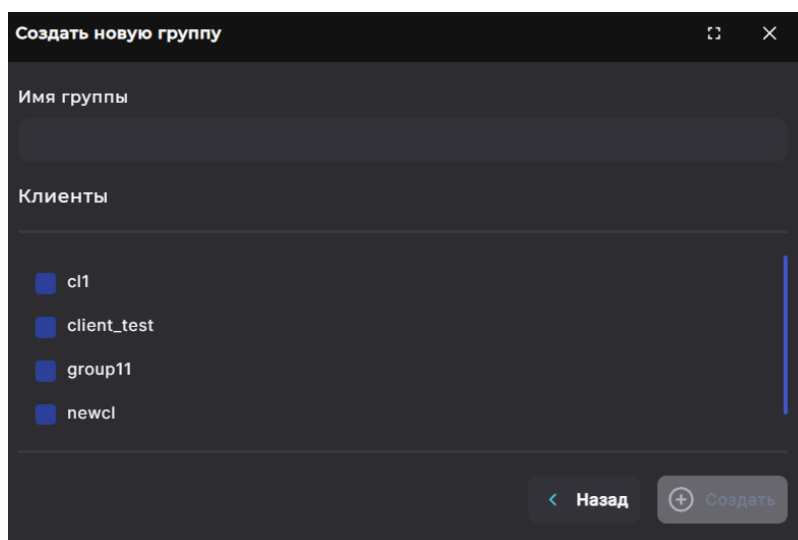 Создать новую группу
Имя группы
Клиенты
cl1
client_test
group11
newcl
Назад
Создать